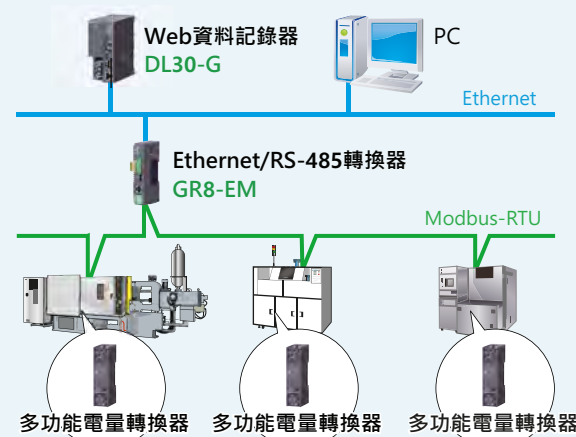 Web資料記錄器
DL30-G
PC
Ethernet
Ethernet/RS-485轉換器
GR8-EM
Modbus-RTU
多功能電量轉換器
多功能電量轉換器
多功能電量轉換器